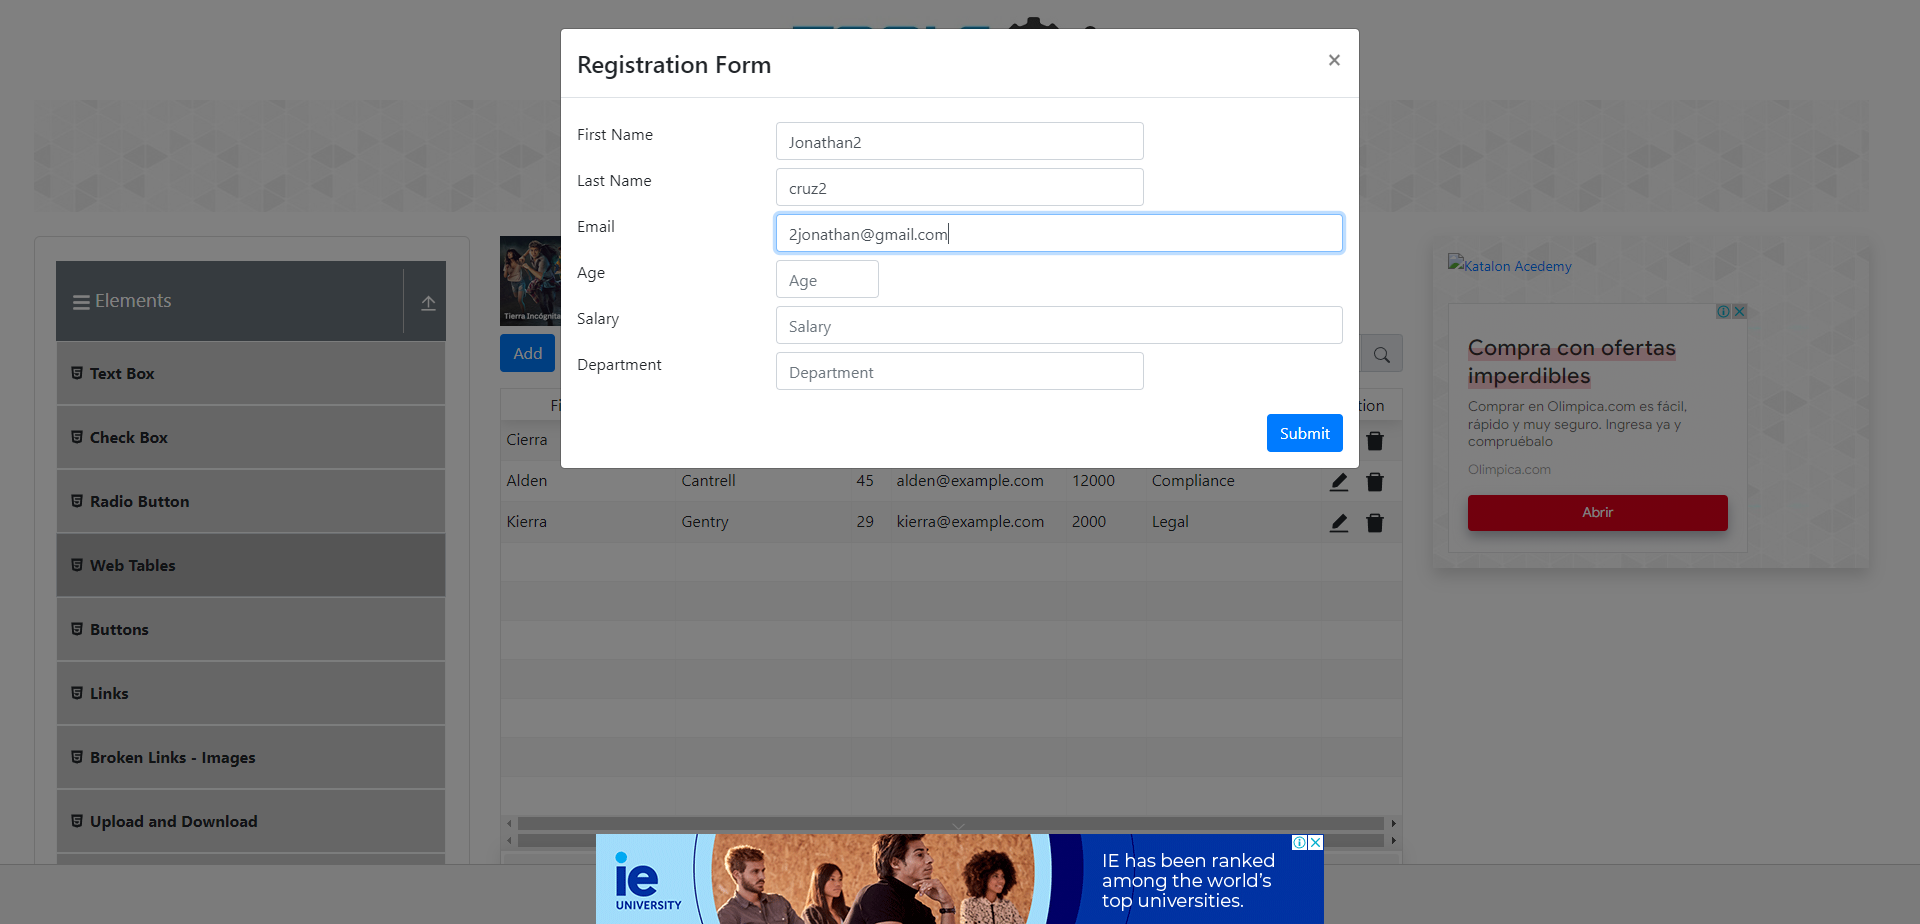 Registration Form
×
First Name
Jonathan2
Last Name
cruz2
Email
2jonathan@gmail.com
Age
Age
Salary
Salary
Department
Department
Submit
Elements
Text Box
Check Box
Radio Button
Web Tables
Buttons
Links
Broken Links - Images
Upload and Download
Tierra Incógnita
Add
Cierra
Alden Cantrell 45 alden@example.com 12000 Compliance
Kierra Gentry 29 kierra@example.com 2000 Legal
Katalon Acedemy
Compra con ofertas
imperdibles
Comprar en Olimpica.com es fácil,
rápido y muy seguro. Ingresa ya y
compruébalo
Olimpica.com
Abrir
ie
UNIVERSITY
IE has been ranked
among the world's
top universities.